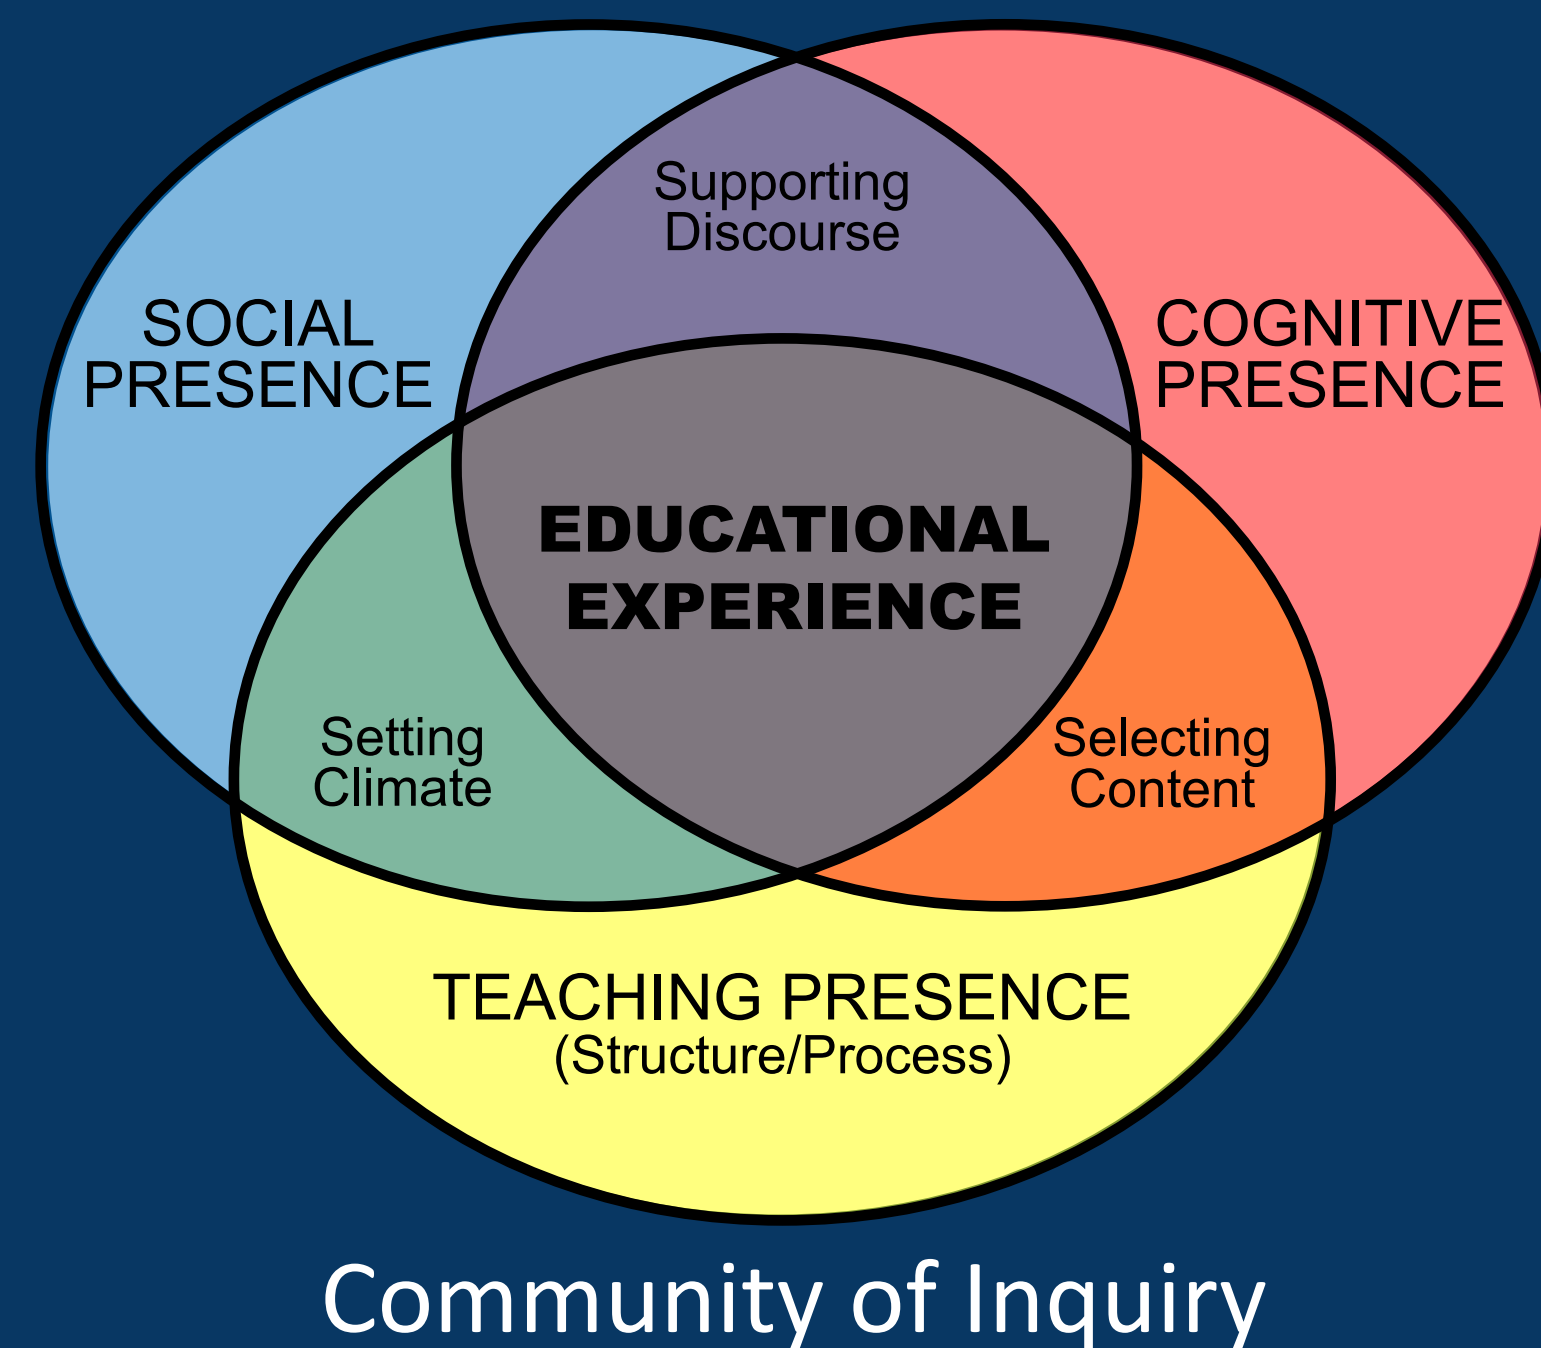 Supporting
Discourse
SOCIAL
PRESENCE
COGNITIVE
PRESENCE
EDUCATIONAL
EXPERIENCE
Setting
Climate
Selecting
Content
TEACHING PRESENCE
(Structure/Process)
Community of Inquiry